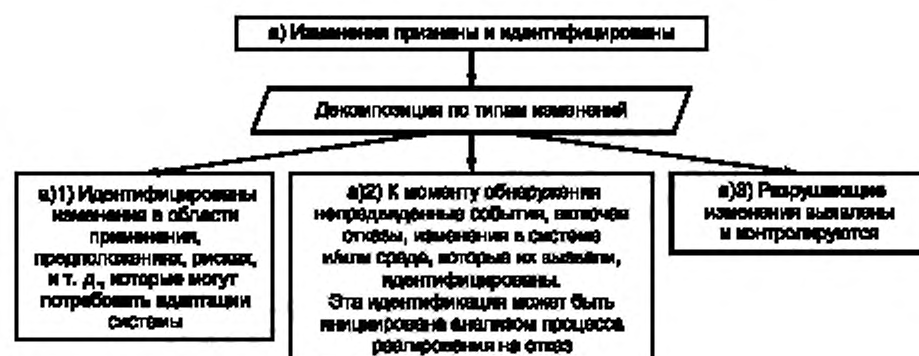 а) Изменения признаны и идентифицированы
Декомпозиция по типам изменений
а)1) Идентифицированы
изменения в области
применения,
предположениях, рисках,
и т. д., которые могут
потребовать адаптации
системы
а)2) К моменту обнаружения
непредвиденные события, включая
отказы, изменения в системе
и/или среде, которые их вызвали,
идентифицированы.
Эта идентификация может быть
инициирована анализом процесса
реагирования на отказ
а)3) Разрушающие
изменения выявлены
и контролируются